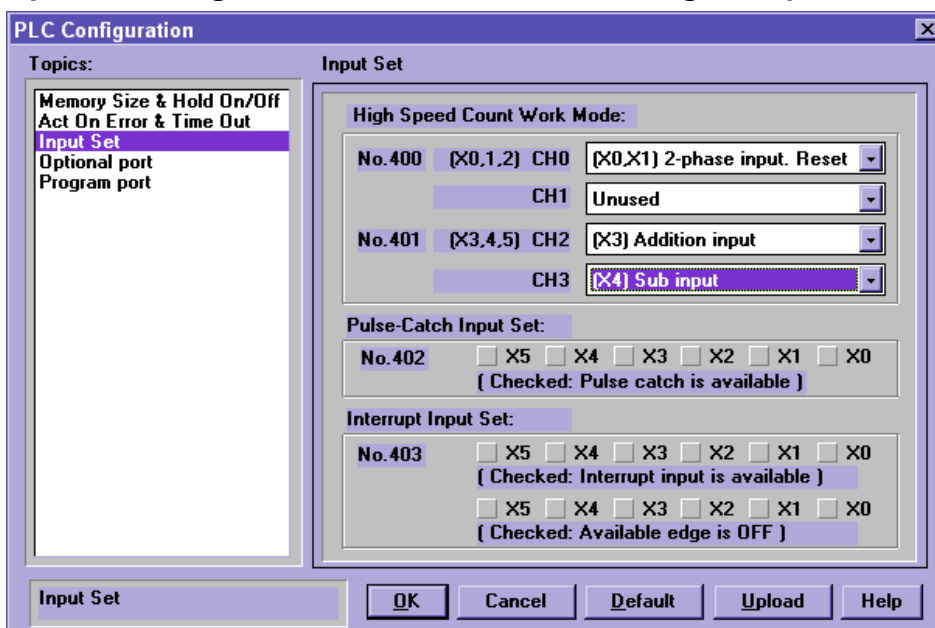 PLC Configuration
Topics:
Input Set
Memory Size & Hold On/Off
Act On Error & Time Out
Input Set
Optional port
Program port
High Speed Count Work Mode:
No.400 (X0,1,2) CH0 (X0,X1) 2-phase input. Reset
CH1 Unused
No.401 (X3,4,5) CH2 (X3) Addition input
CH3 (X4) Sub input
Pulse-Catch Input Set:
No.402 X5 X4 X3 X2 X1 X0
( Checked: Pulse catch is available )
Interrupt Input Set:
No.403 X5 X4 X3 X2 X1 X0
( Checked: Interrupt input is available )
X5 X4 X3 X2 X1 X0
( Checked: Available edge is OFF )
Input Set
OK Cancel Default Upload Help